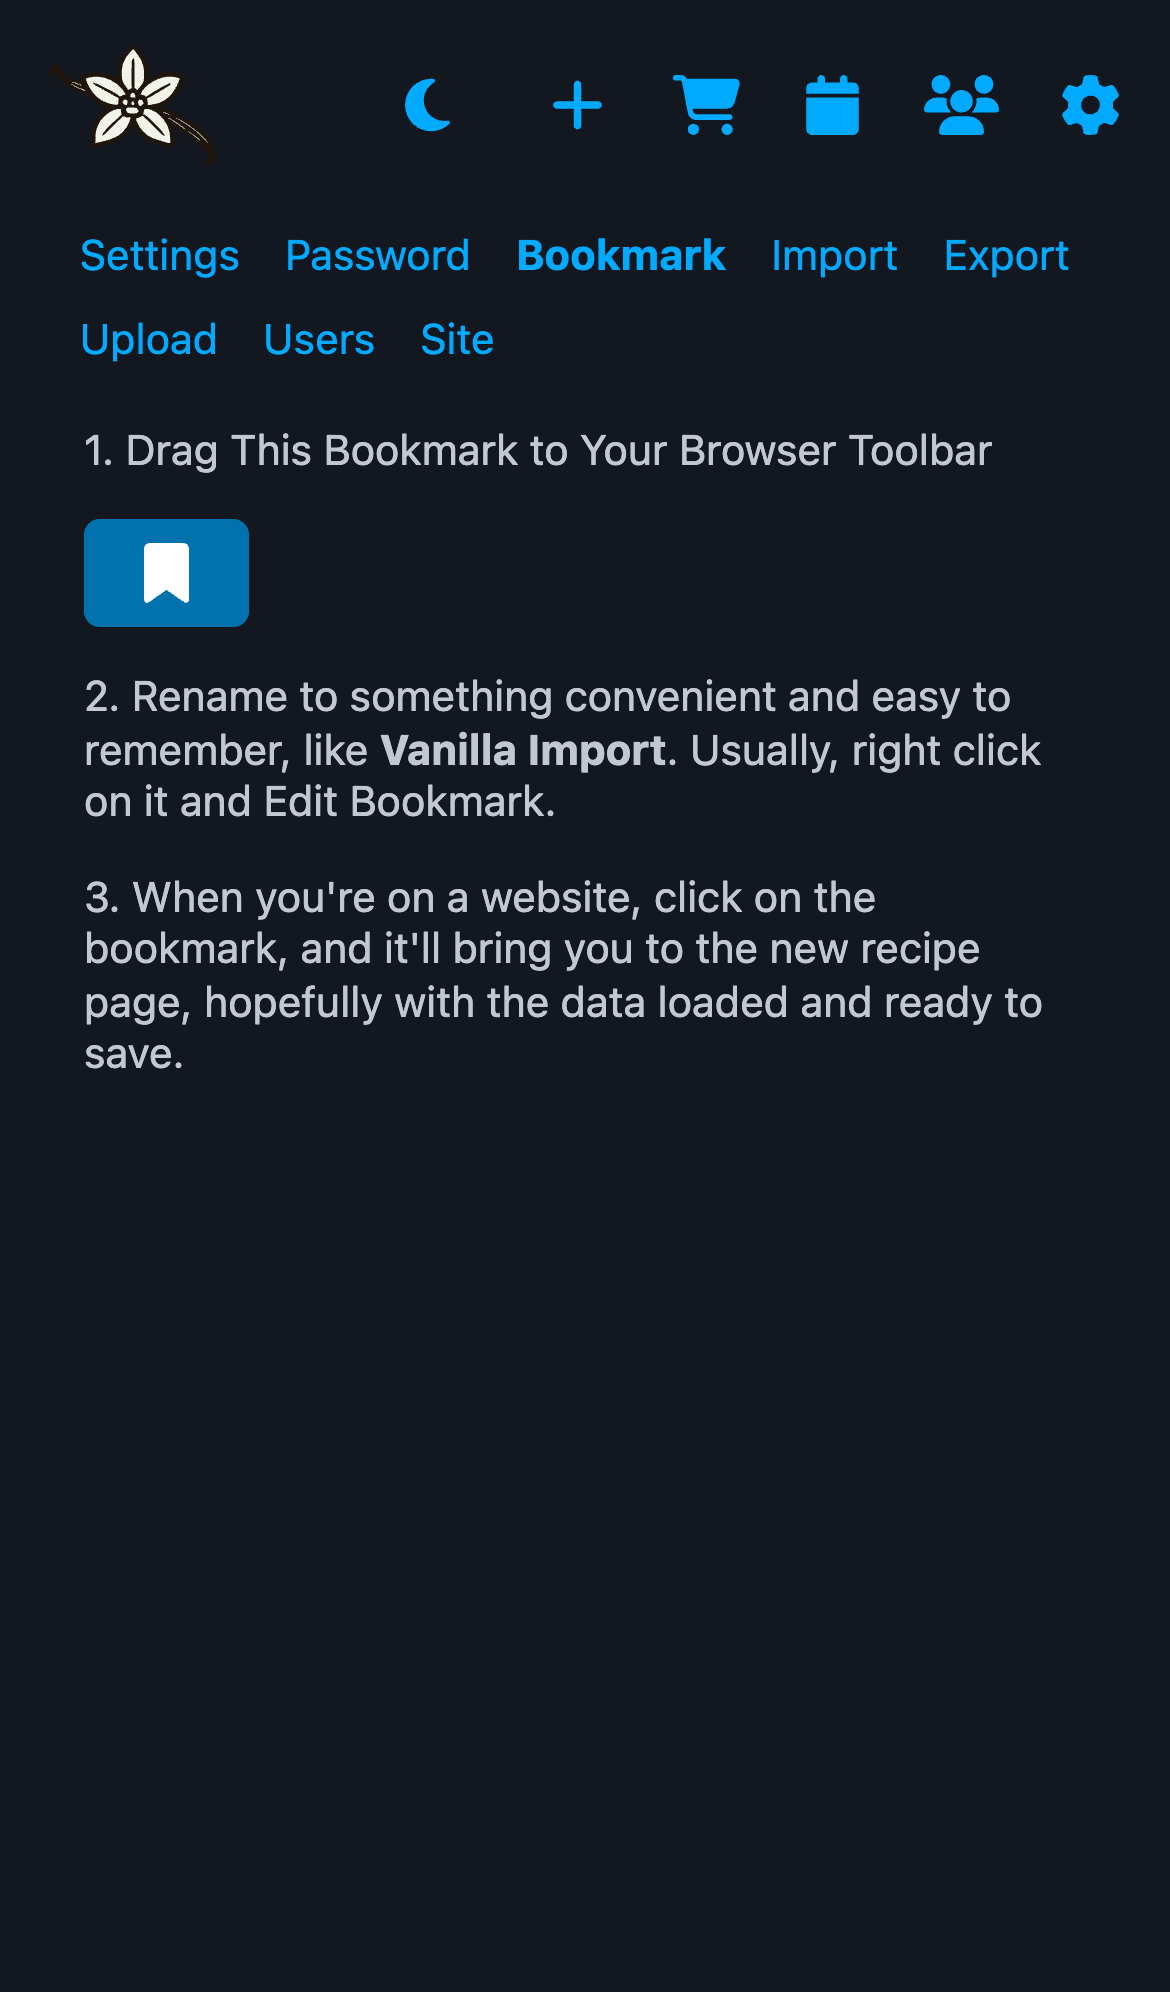 Settings Password Bookmark Import Export
Upload Users Site
1. Drag This Bookmark to Your Browser Toolbar
2. Rename to something convenient and easy to
remember, like Vanilla Import. Usually, right click
on it and Edit Bookmark.
3. When you're on a website, click on the
bookmark, and it'll bring you to the new recipe
page, hopefully with the data loaded and ready to
save.